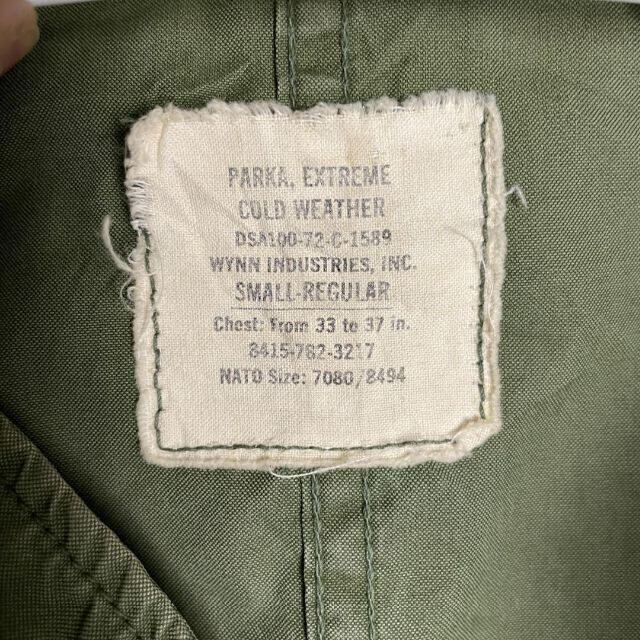 PARKA, EXTREME
COLD WEATHER
DSA100-72-C-1589
WYNN INDUSTRIES, INC.
SMALL-REGULAR
Chest: From 33 to 37 in.
8415-782-3217
NATO Size: 7080/8494